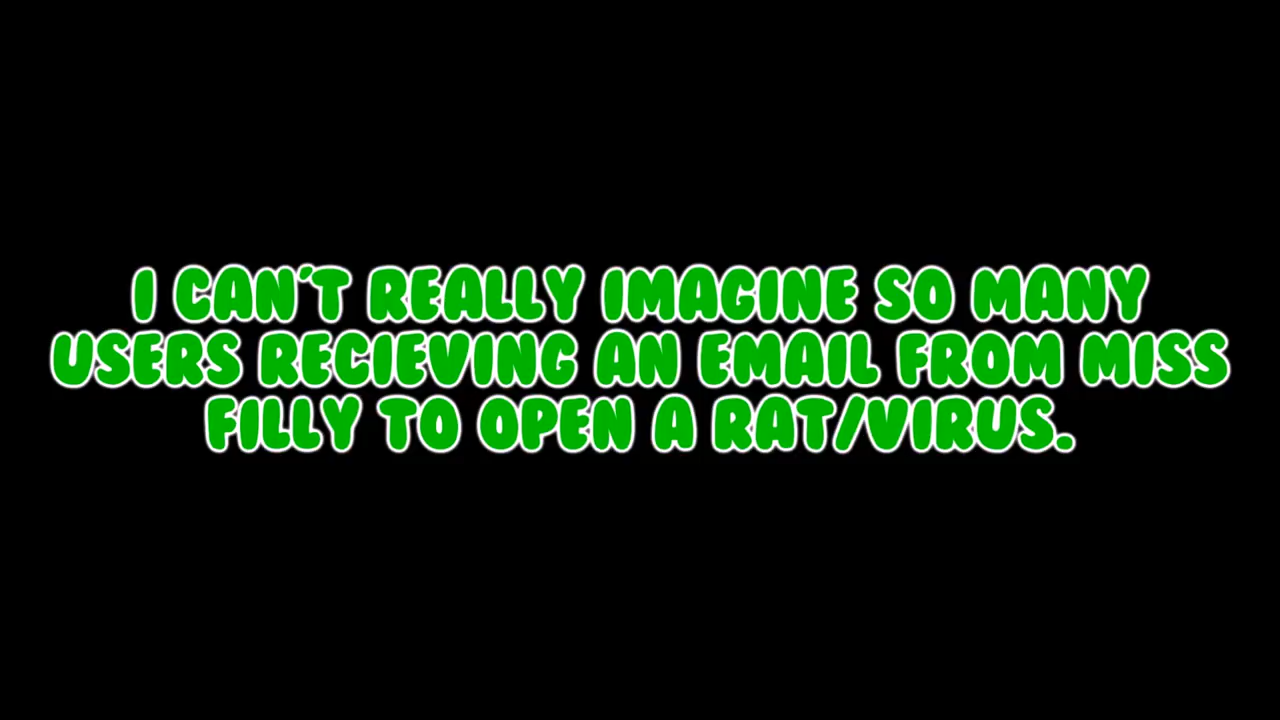 I CAN'T REALLY IMAGINE SO MANY
USERS RECIEVING AN EMAIL FROM MISS
FILLY TO OPEN A RAT/VIRUS.